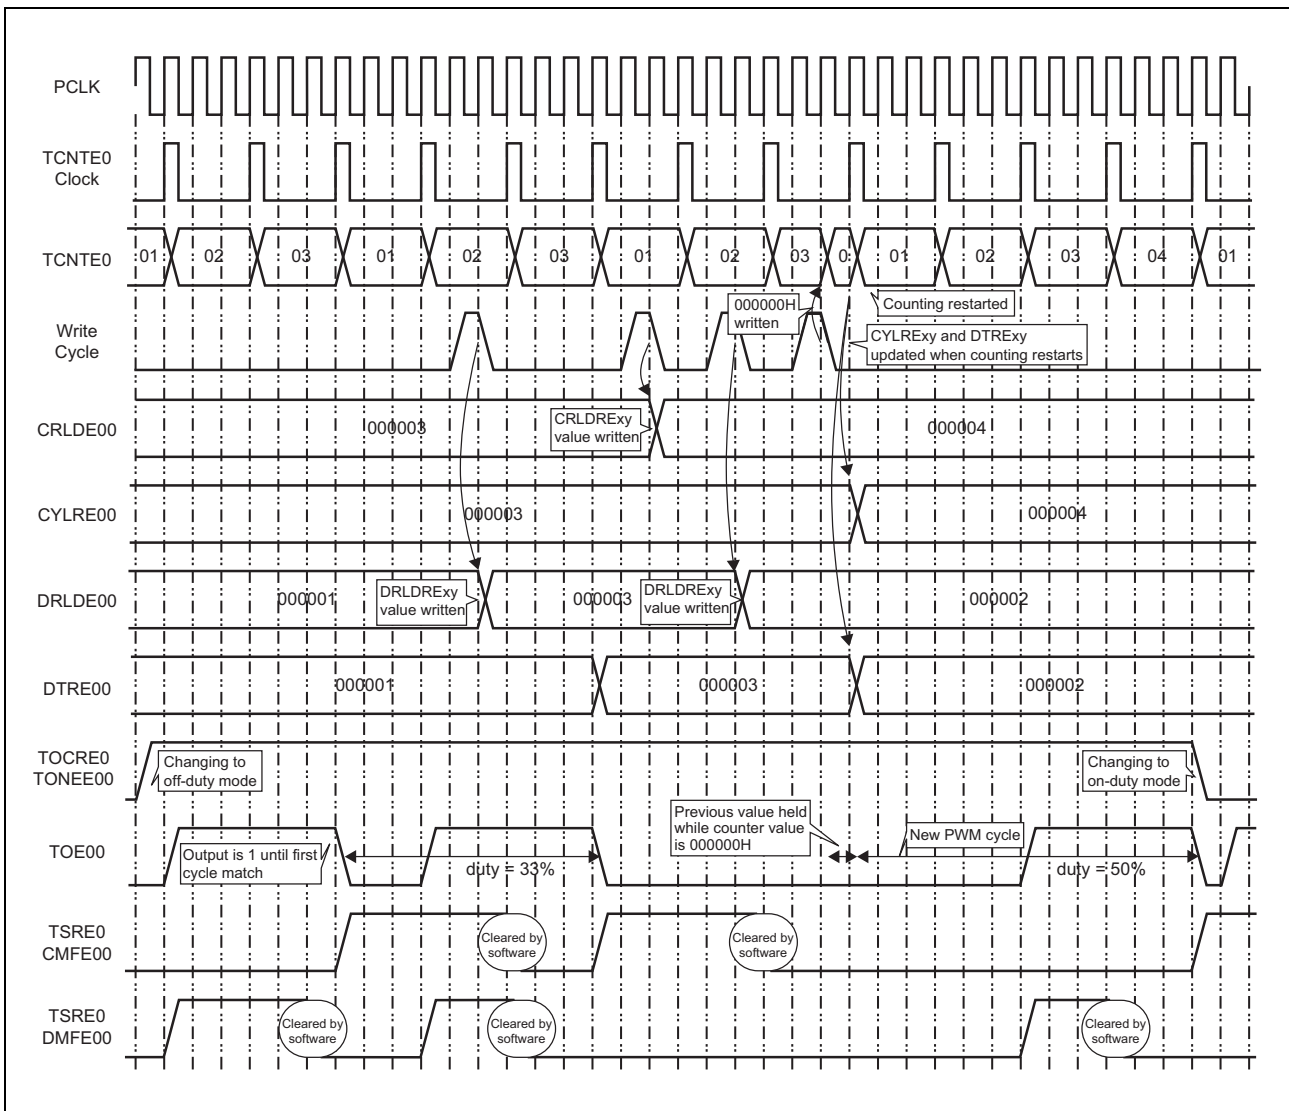 PCLK
TCNTE0
Clock
TCNTE0
01 02 03 01 02 03 01 02 03 0 01 02 03 04 01
000000H
written
Counting restarted
Write
Cycle
CYLRExy and DTRExy
updated when counting restarts
CRLDE00
000003
CRLDRExy
value written
000004
CYLRE00
000003
000004
DRLDE00
000001
DRLDRExy
value written
000003
DRLDRExy
value written
000002
DTRE00
000001
000003
000002
TOCRE0
TONEE00
Changing to
off-duty mode
Changing to
on-duty mode
TOE00
Output is 1 until first
cycle match
duty = 33%
Previous value held
while counter value
is 000000H
New PWM cycle
duty = 50%
TSRE0
CMFE00
Cleared by
software
Cleared by
software
TSRE0
DMFE00
Cleared by
software
Cleared by
software
Cleared by
software